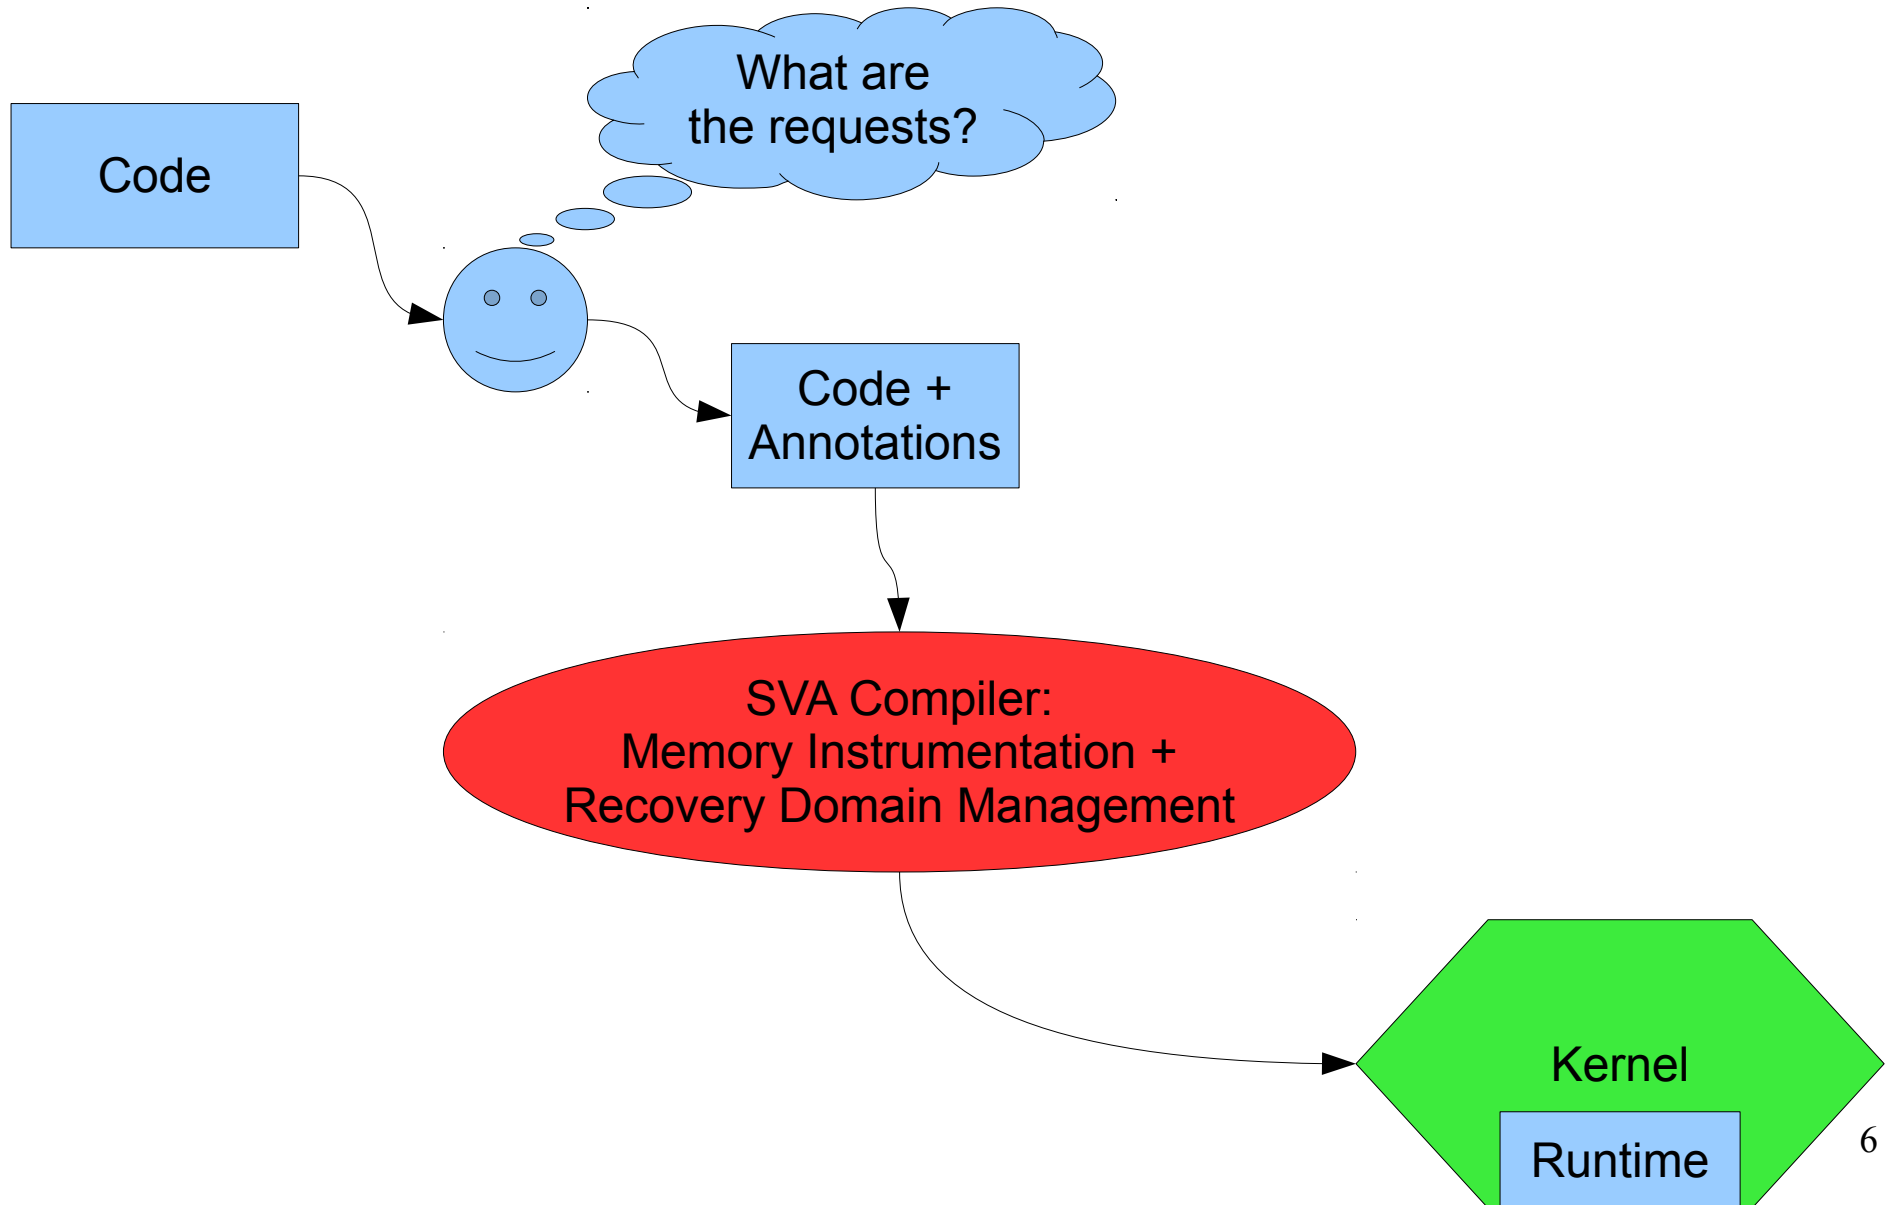 What are
the requests?
Code
Code +
Annotations
SVA Compiler:
Memory Instrumentation +
Recovery Domain Management
Kernel
Runtime
6